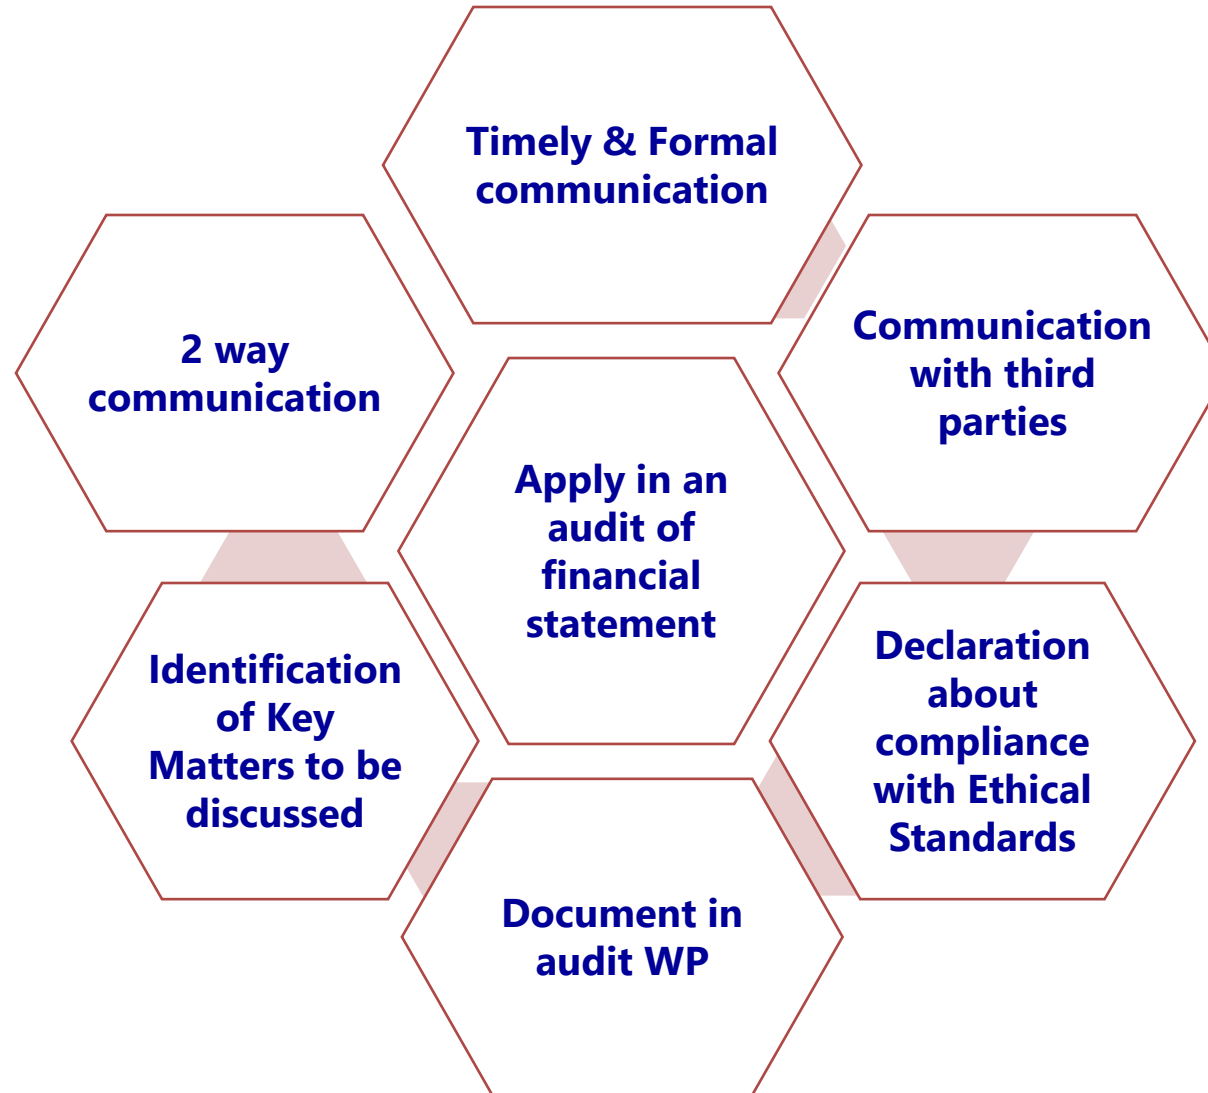 Timely & Formal
communication
Communication
with third
parties
2 way
communication
Apply in an
audit of
financial
statement
Declaration
about
compliance
with Ethical
Standards
Identification
of Key
Matters to be
discussed
Document in
audit WP